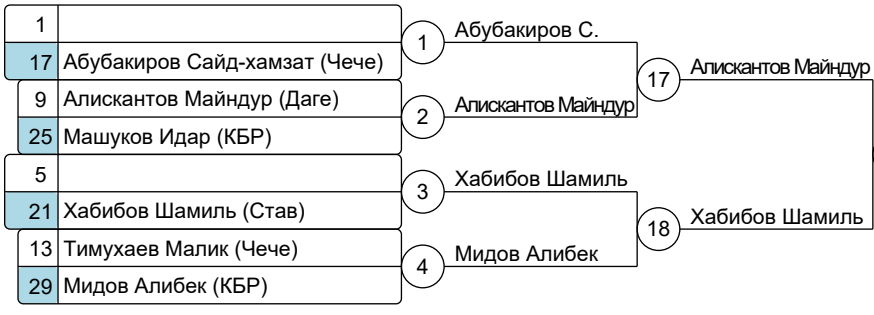 1
17 Абубакиров Сайд-хамзат (Чече)
9 Алискантов Майндур (Даге)
25 Машуков Идар (КБР)
5
21 Хабибов Шамиль (Став)
13 Тимухаев Малик (Чече)
29 Мидов Алибек (КБР)
1 Абубакиров С.
2 Алискантов Майндур
3 Хабибов Шамиль
4 Мидов Алибек
17 Алискантов Майндур
18 Хабибов Шамиль